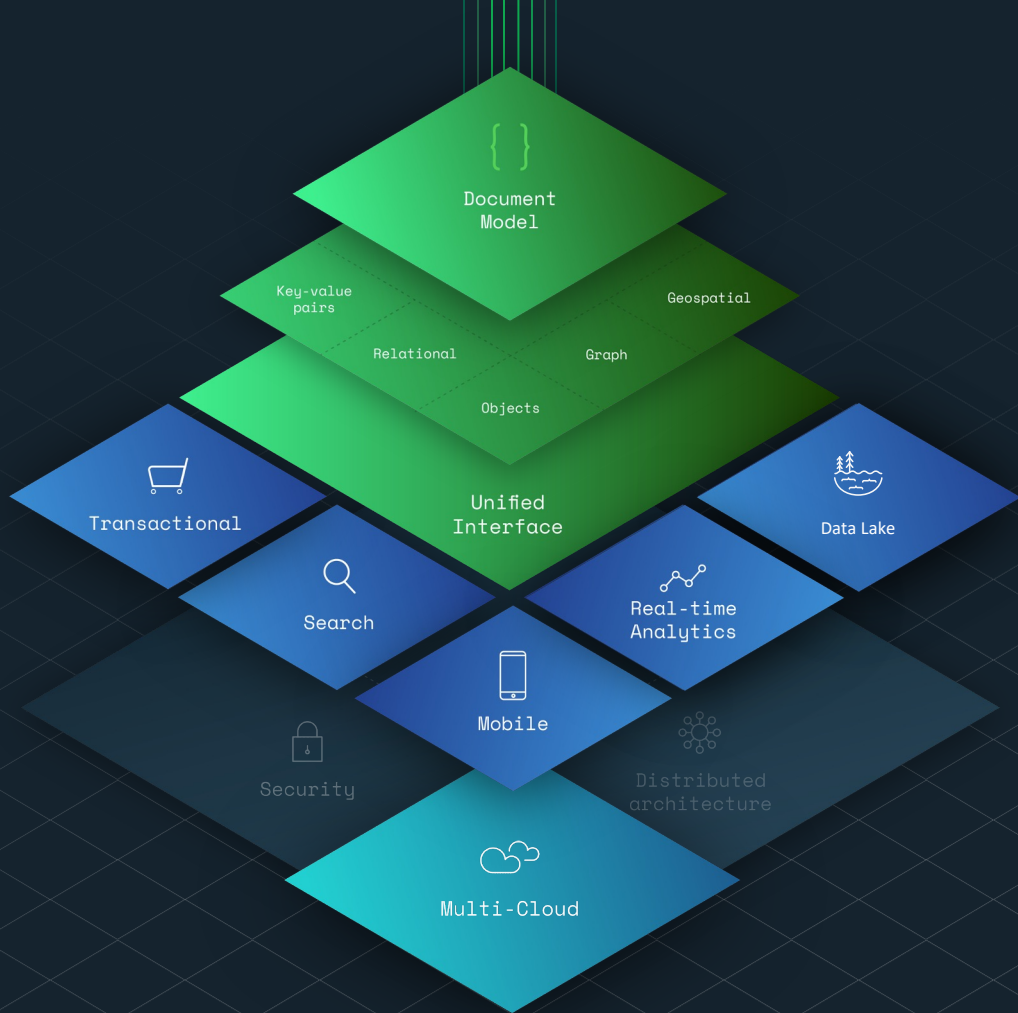 { }
Document
Model
Key-value
pairs
Geospatial
Relational
Graph
Objects
Unified
Interface
Transactional
Data Lake
Search
Real-time
Analytics
Mobile
Security
Distributed
architecture
Multi-Cloud